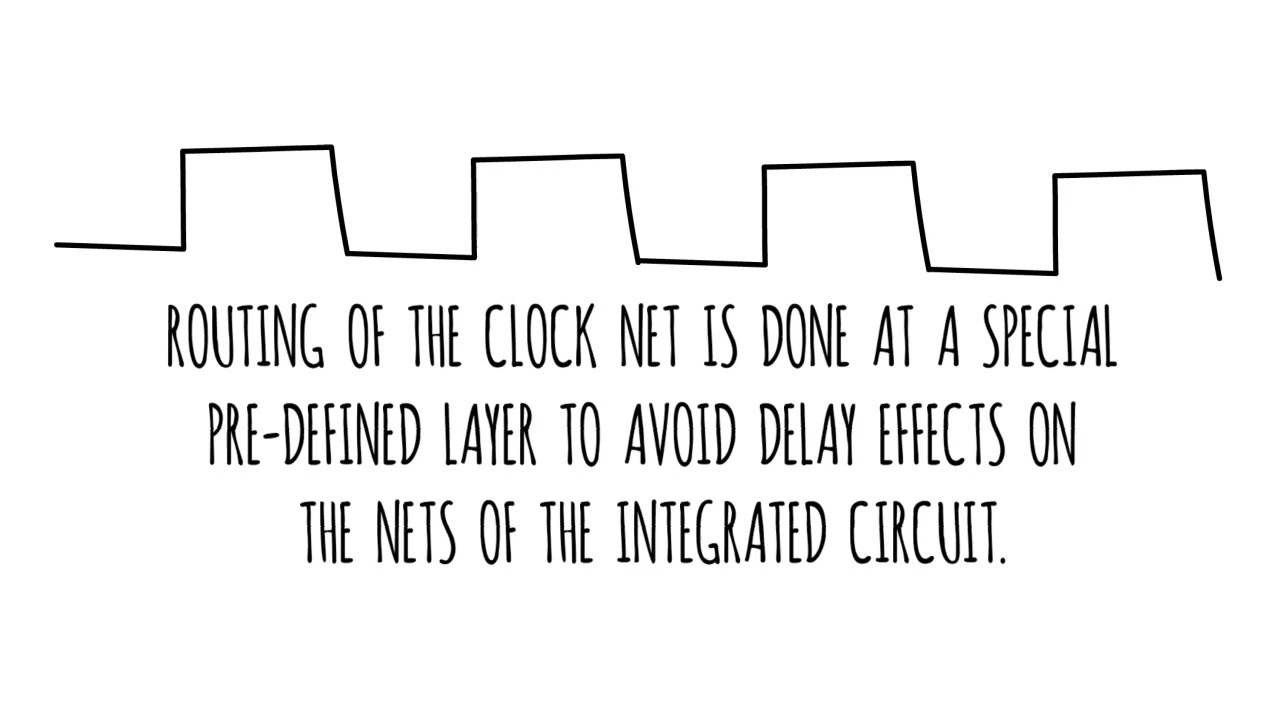 ROUTING OF THE CLOCK NET IS DONE AT A SPECIAL
PRE-DEFINED LAYER TO AVOID DELAY EFFECTS ON
THE NETS OF THE INTEGRATED CIRCUIT.